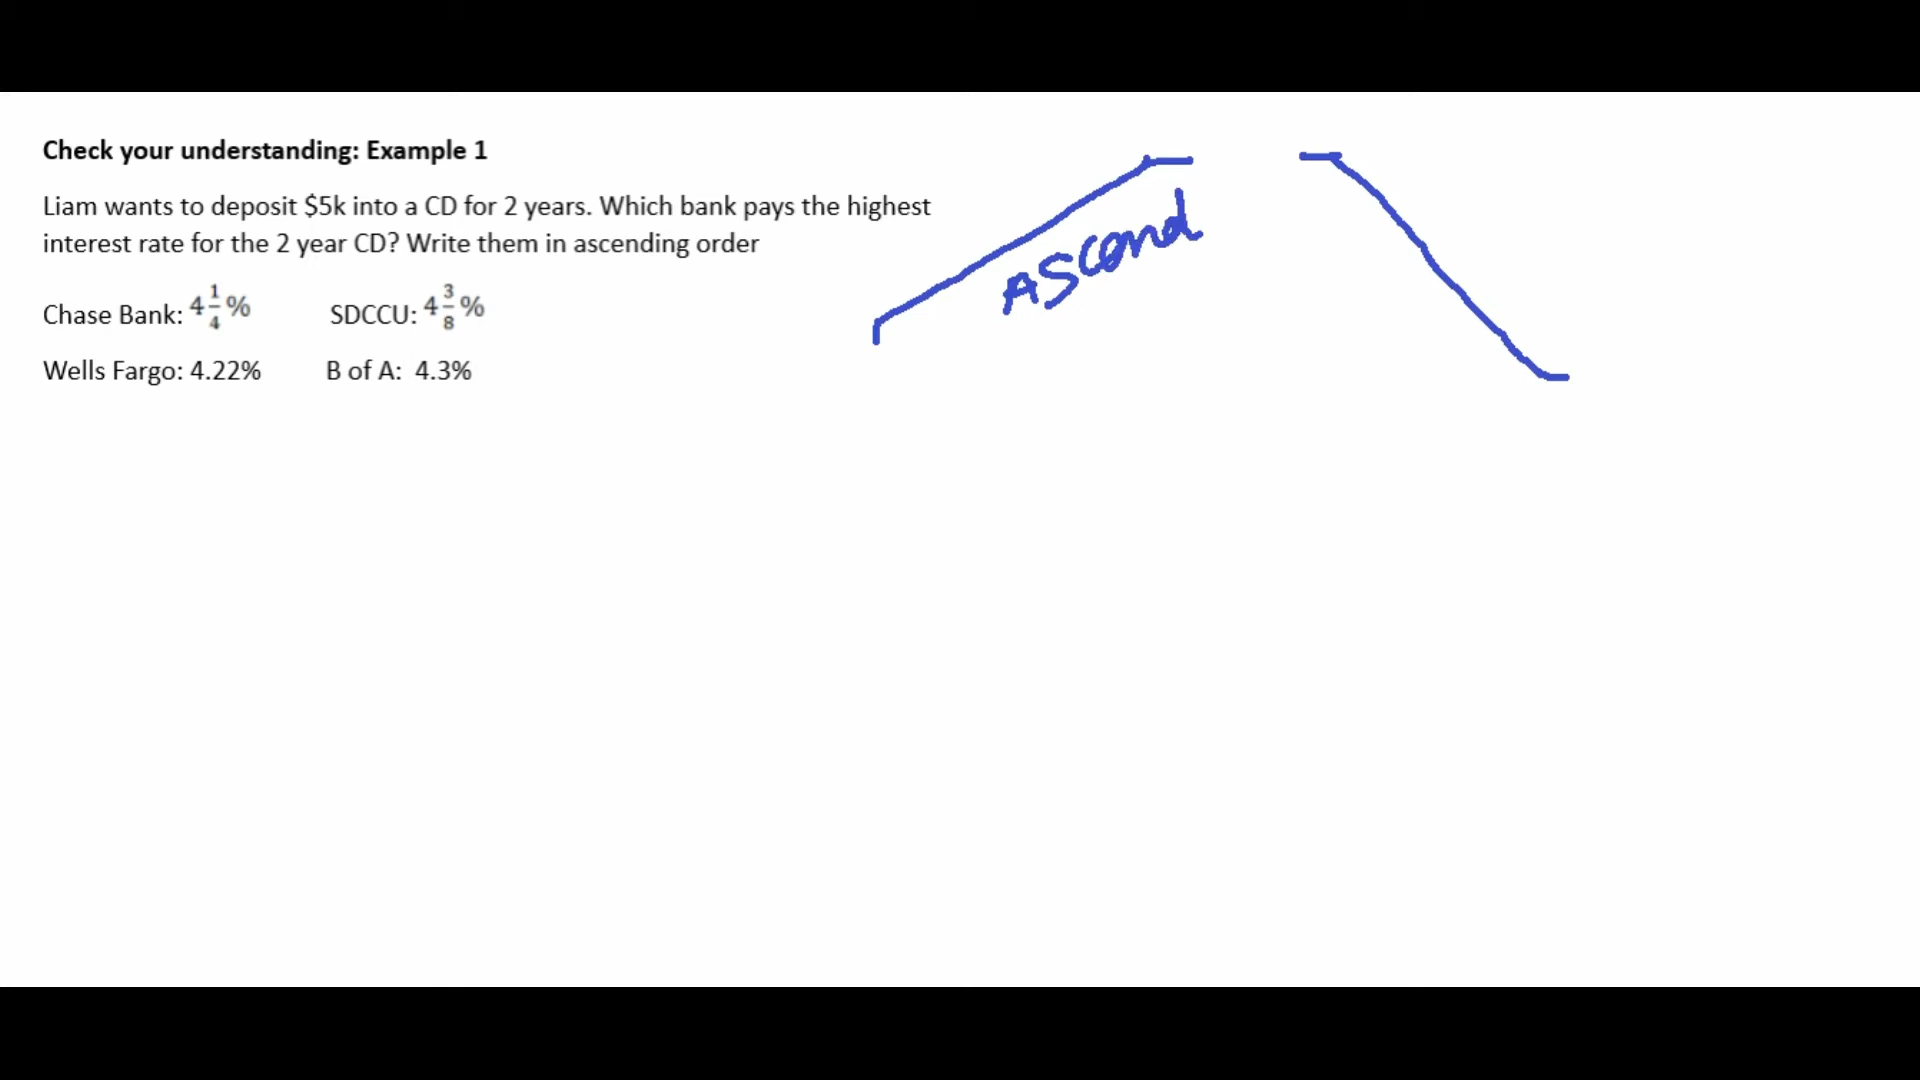 Check your understanding: Example 1
Liam wants to deposit $5k into a CD for 2 years. Which bank pays the highest
interest rate for the 2 year CD? Write them in ascending order
Chase Bank: 4 1/4 % SDCCU: 4 3/8 %
Wells Fargo: 4.22% B of A: 4.3%
Ascend